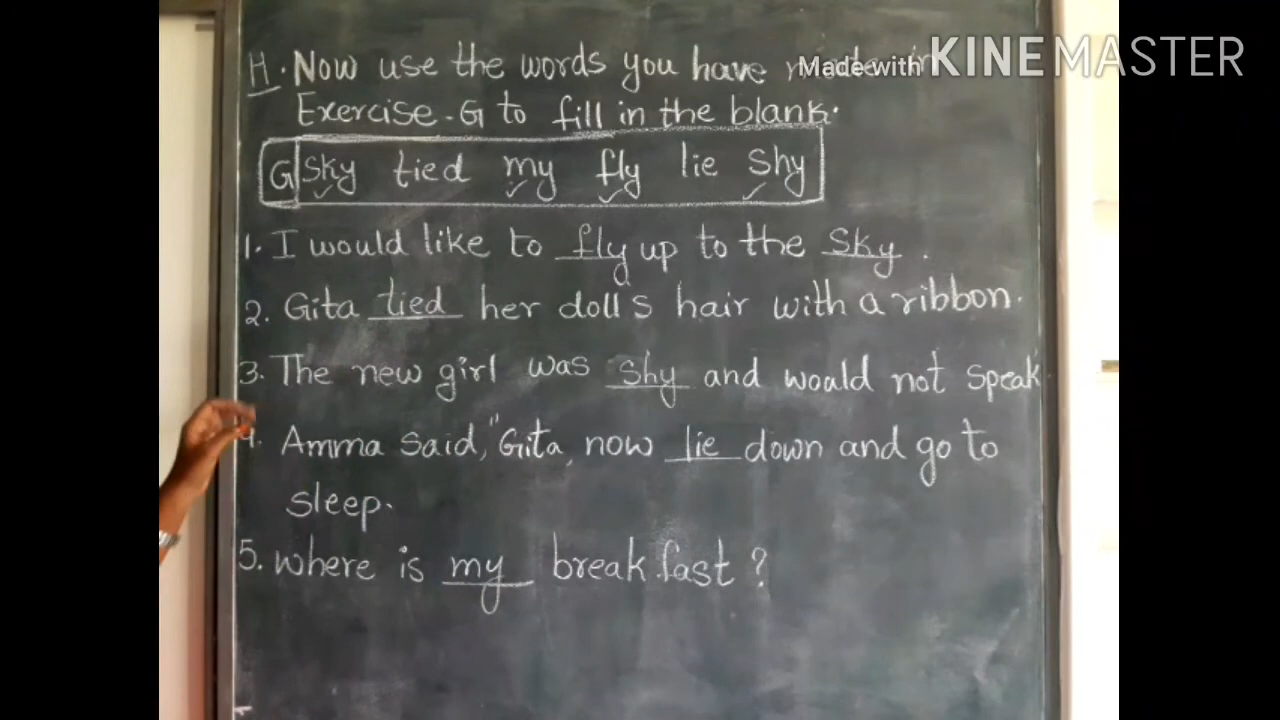 H. Now use the words you have made in
Made with KINEMASTER
Exercise-G to fill in the blank.
G Sky tied my fly lie Shy
1. I would like to fly up to the Sky.
2. Gita tied her doll's hair with a ribbon.
3. The new girl was shy and would not speak
4. Amma said, "Gita, now lie down and go to
sleep.
5. Where is my breakfast?